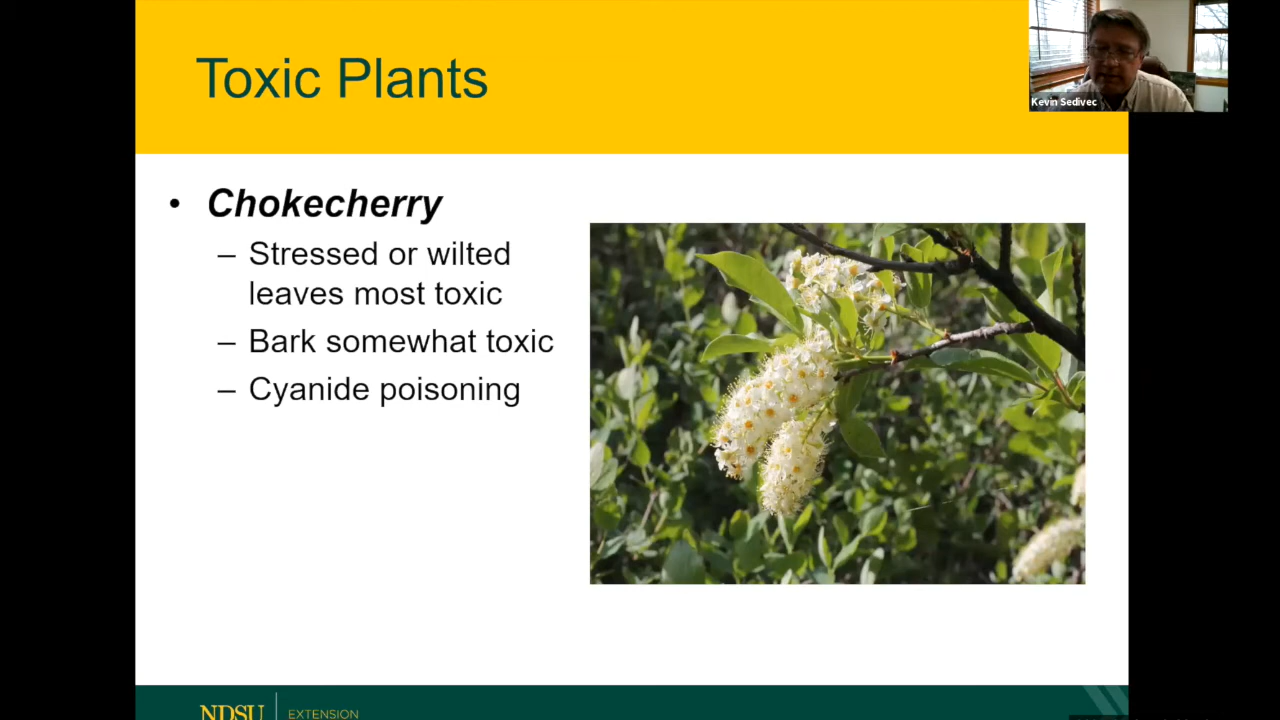 Toxic Plants
Kevin Sedivec
• Chokecherry
– Stressed or wilted
leaves most toxic
– Bark somewhat toxic
– Cyanide poisoning
NDSU
EXTENSION